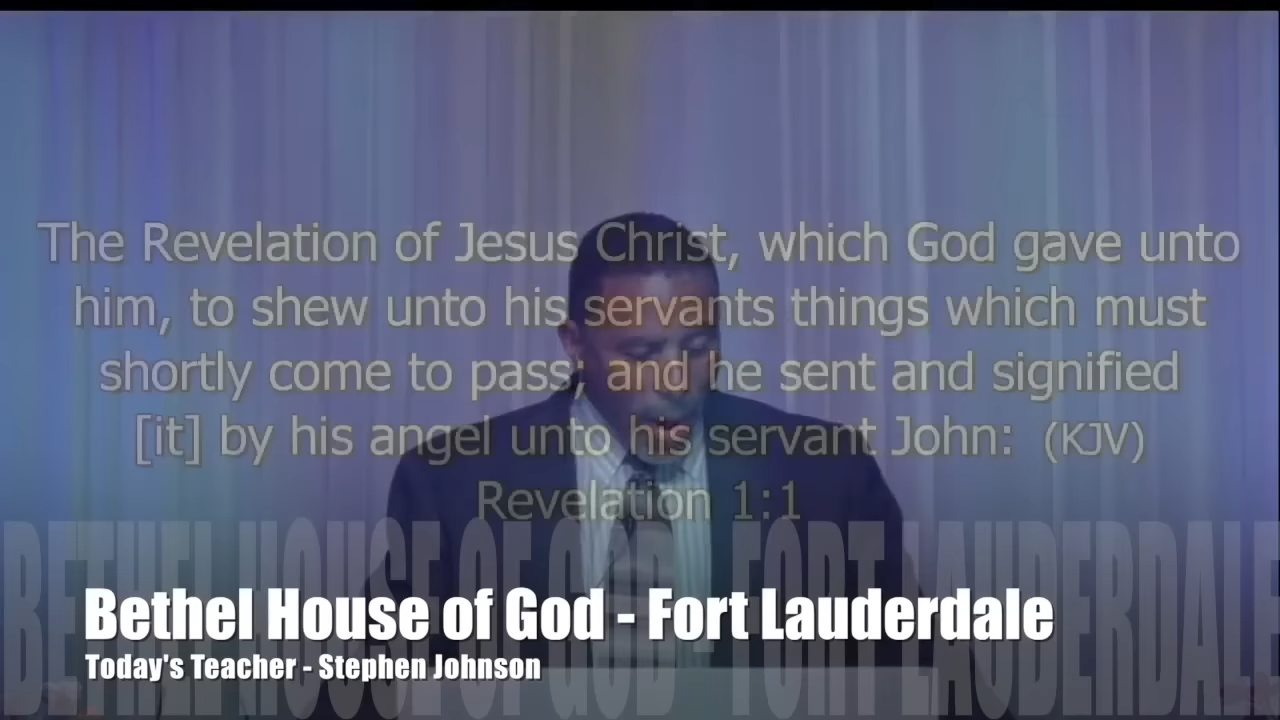 The Revelation of Jesus Christ, which God gave unto
him, to shew unto his servants things which must
shortly come to pass; and he sent and signified
[it] by his angel unto his servant John: (KJV)
Revelation 1:1
BETHEL HOUSE OF GOD - FORT LAUDERDALE
Bethel House of God - Fort Lauderdale
Today's Teacher - Stephen Johnson